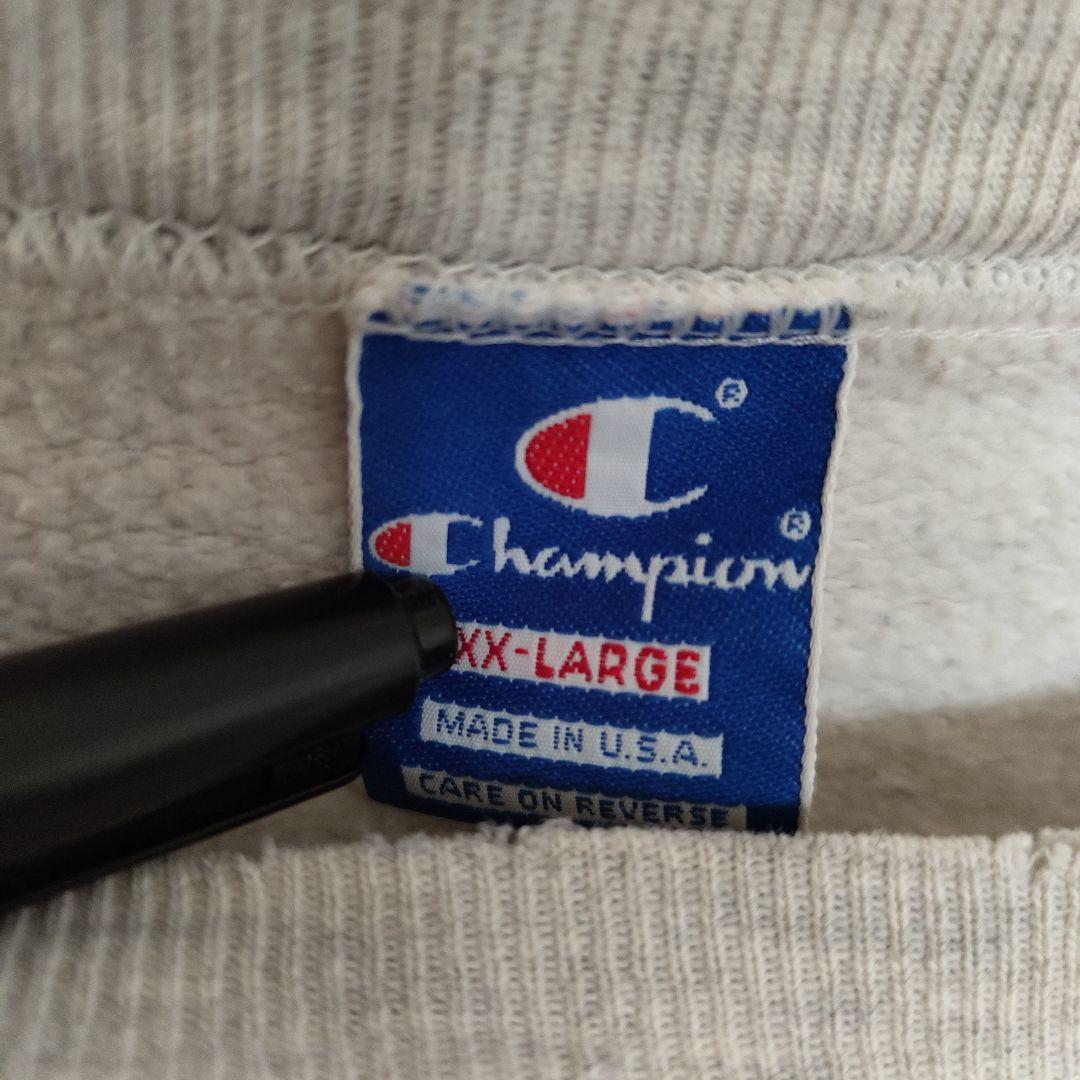 ®
Champion®
XX-LARGE
MADE IN U.S.A.
CARE ON REVERSE